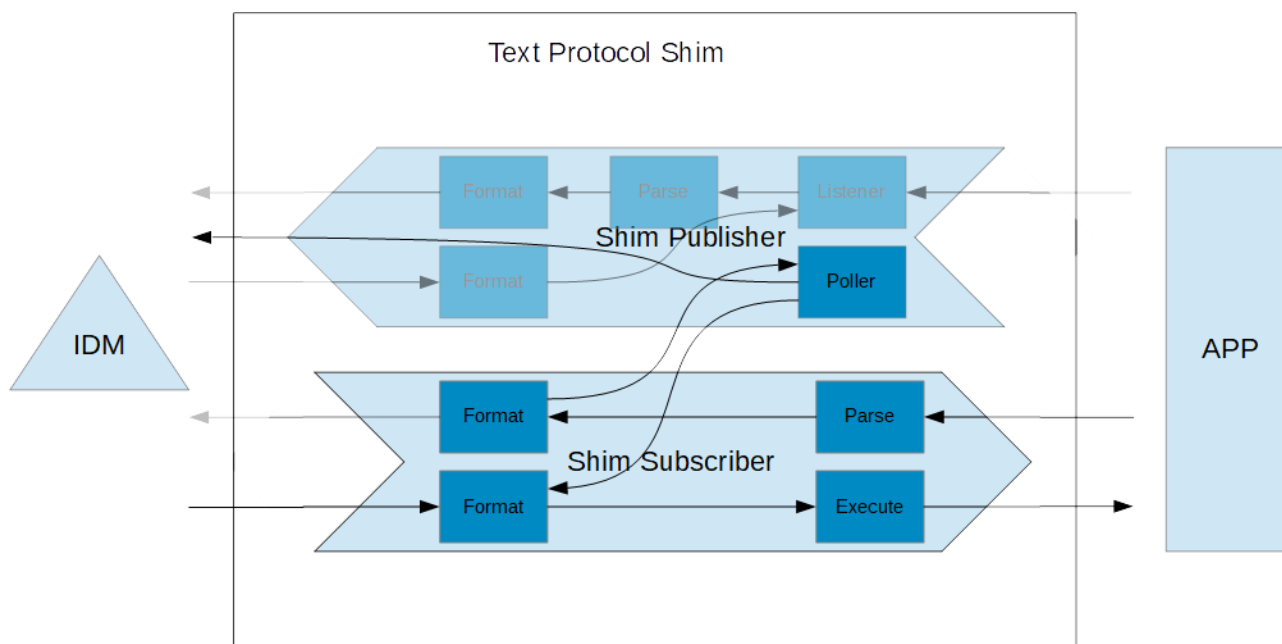 Text Protocol Shim
Format
Parse
Listener
Shim Publisher
Format
Poller
IDM
APP
Format
Parse
Shim Subscriber
Format
Execute